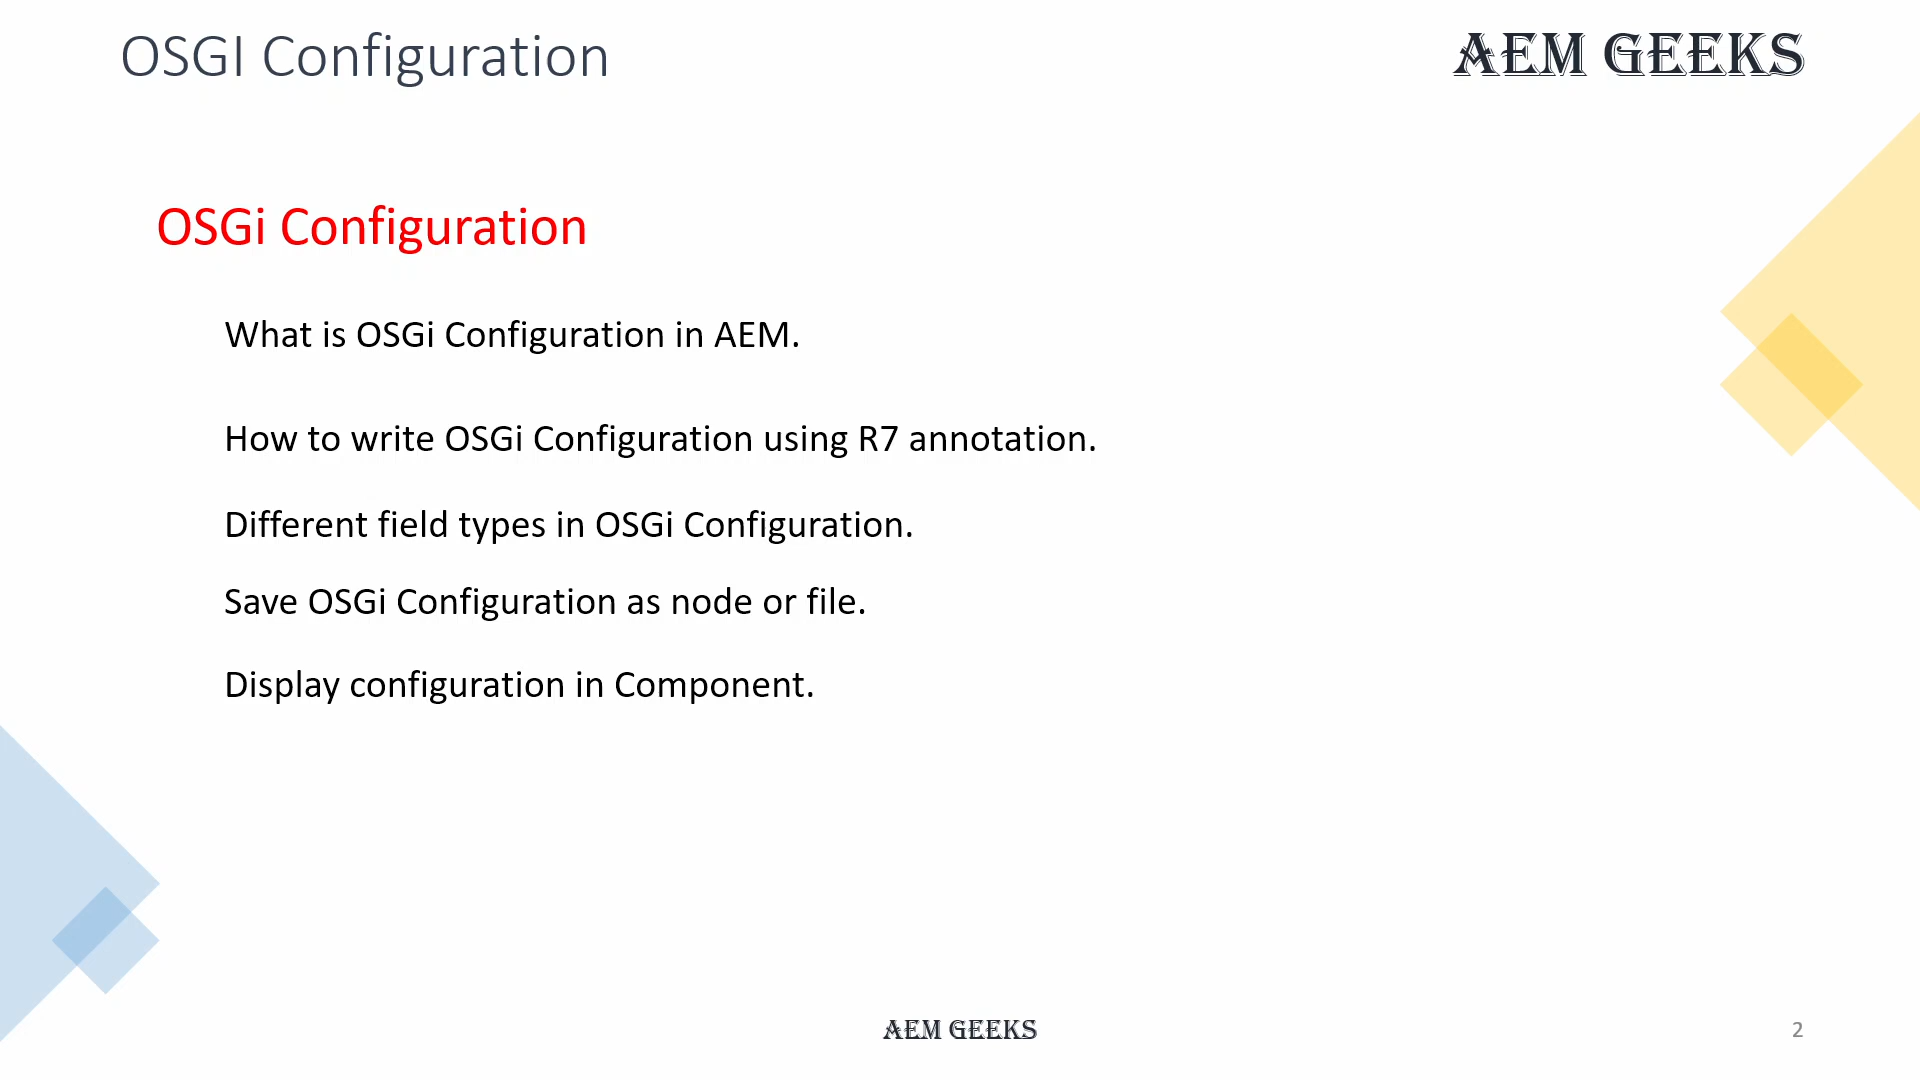 OSGI Configuration
AEM GEEKS
OSGi Configuration
What is OSGi Configuration in AEM.
How to write OSGi Configuration using R7 annotation.
Different field types in OSGi Configuration.
Save OSGi Configuration as node or file.
Display configuration in Component.
AEM GEEKS
2